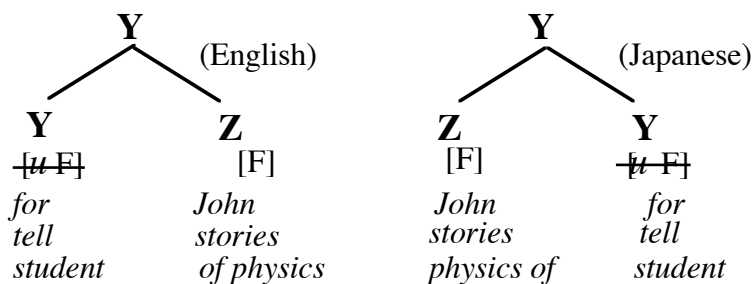 Y Y
(English) (Japanese)
Y Z Z Y
[u F] [F] [F] [u F]
for John John for
tell stories stories tell
student of physics physics of student